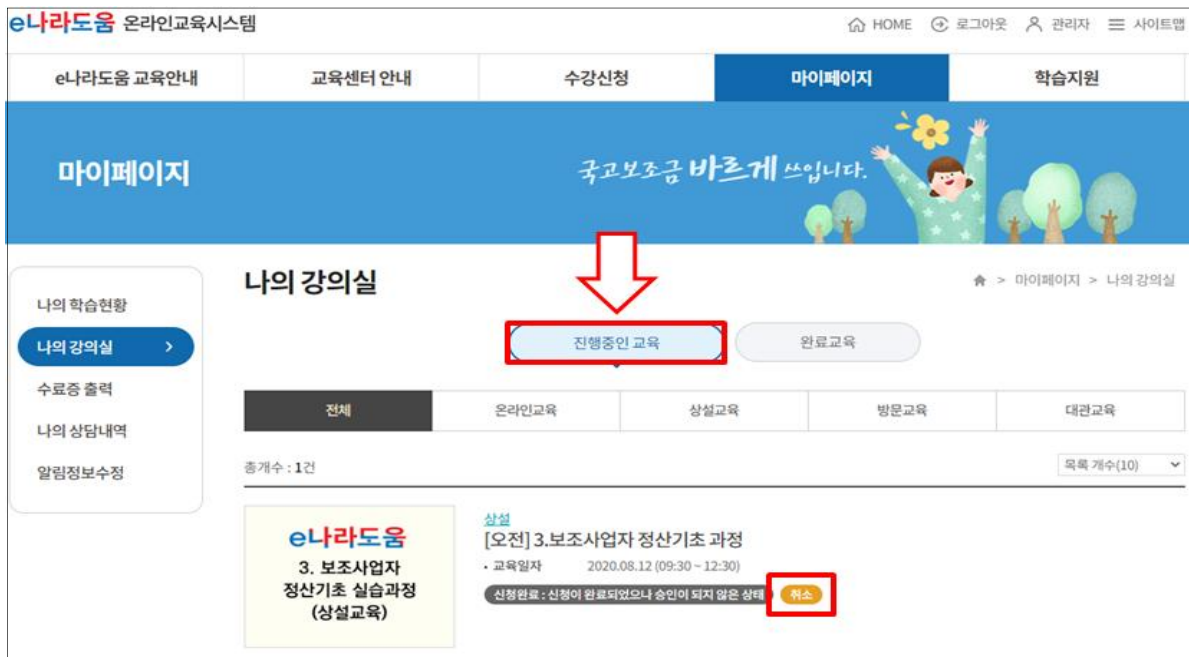 e나라도움 온라인교육시스템
HOME 로그아웃 관리자 사이트맵
e나라도움 교육안내 교육센터 안내 수강신청 마이페이지 학습지원
마이페이지
국고보조금 바르게 쓰입니다.
나의 학습현황
나의 강의실 >
수료증 출력
나의 상담내역
알림정보수정
나의 강의실
> 마이페이지 > 나의 강의실
진행중인 교육 완료교육
전체 온라인교육 상설교육 방문교육 대관교육
총개수 : 1건
목록 개수(10)
e나라도움
3. 보조사업자
정산기초 실습과정
(상설교육)
상설
[오전] 3.보조사업자 정산기초 과정
• 교육일자 2020.08.12 (09:30 ~ 12:30)
신청완료 : 신청이 완료되었으나 승인이 되지 않은 상태 취소